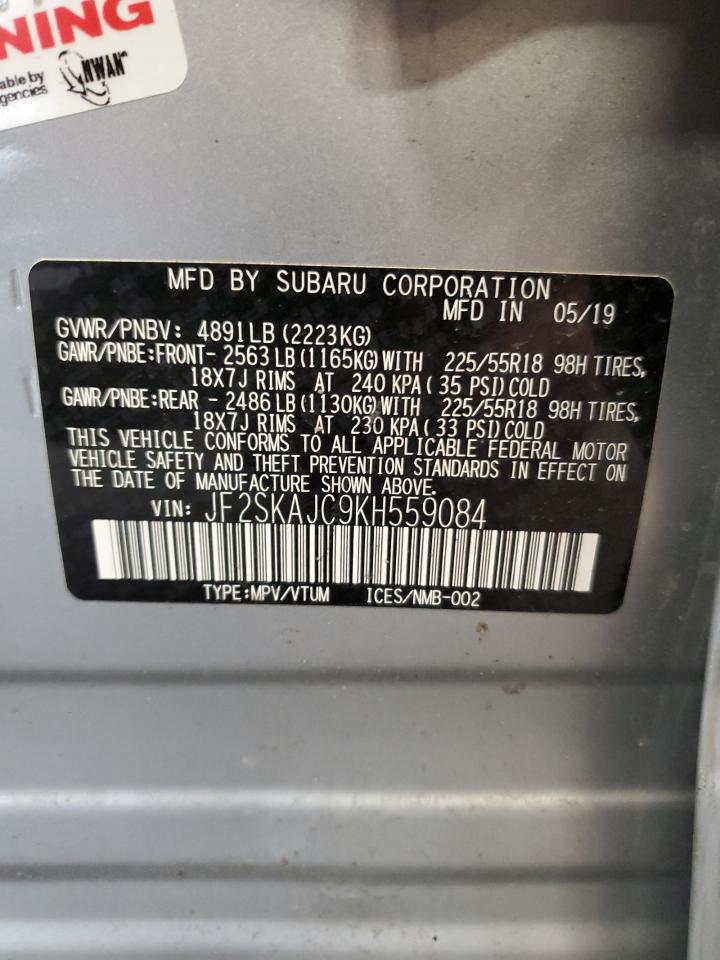 NING
able by
gencies
NWAN
MFD BY SUBARU CORPORATION
MFD IN 05/19
GVWR/PNBV: 4891LB (2223KG)
GAWR/PNBE:FRONT- 2563 LB (1165KG) WITH 225/55R18 98H TIRES,
18X7J RIMS AT 240 KPA ( 35 PSI) COLD
GAWR/PNBE:REAR - 2486 LB (1130KG) WITH 225/55R18 98H TIRES,
18X7J RIMS AT 230 KPA ( 33 PSI) COLD
THIS VEHICLE CONFORMS TO ALL APPLICABLE FEDERAL MOTOR
VEHICLE SAFETY AND THEFT PREVENTION STANDARDS IN EFFECT ON
THE DATE OF MANUFACTURE SHOWN ABOVE.
VIN: JF2SKAJC9KH559084
TYPE:MPV/VTUM ICES/NMB-002